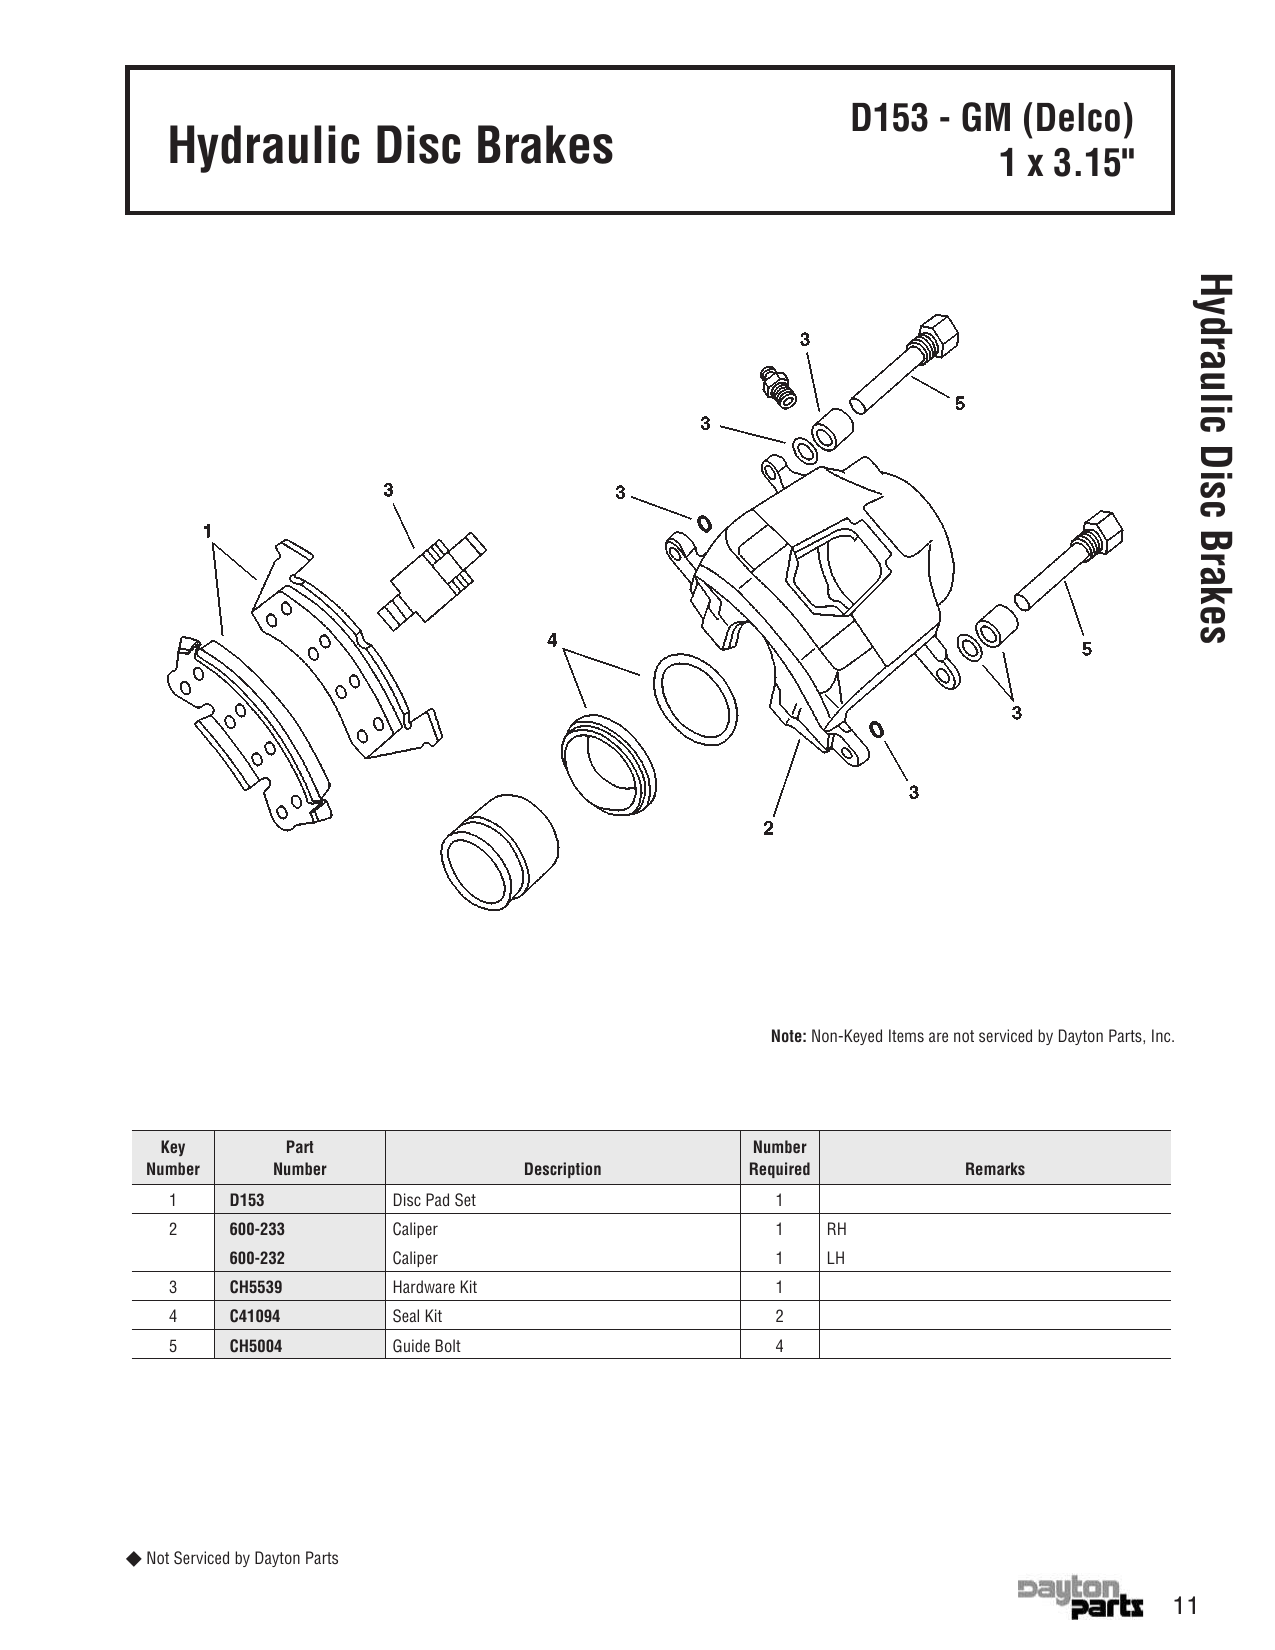 Hydraulic Disc Brakes
D153 - GM (Delco)
1 x 3.15"
Hydraulic Disc Brakes
3
3
5
3
3
1
4
5
3
3
2
Note: Non-Keyed Items are not serviced by Dayton Parts, Inc.
Key Number Part Number Description Number Required Remarks
1 D153 Disc Pad Set 1
2 600-233 Caliper 1 RH
600-232 Caliper 1 LH
3 CH5539 Hardware Kit 1
4 C41094 Seal Kit 2
5 CH5004 Guide Bolt 4
◆ Not Serviced by Dayton Parts
Dayton
parts
11